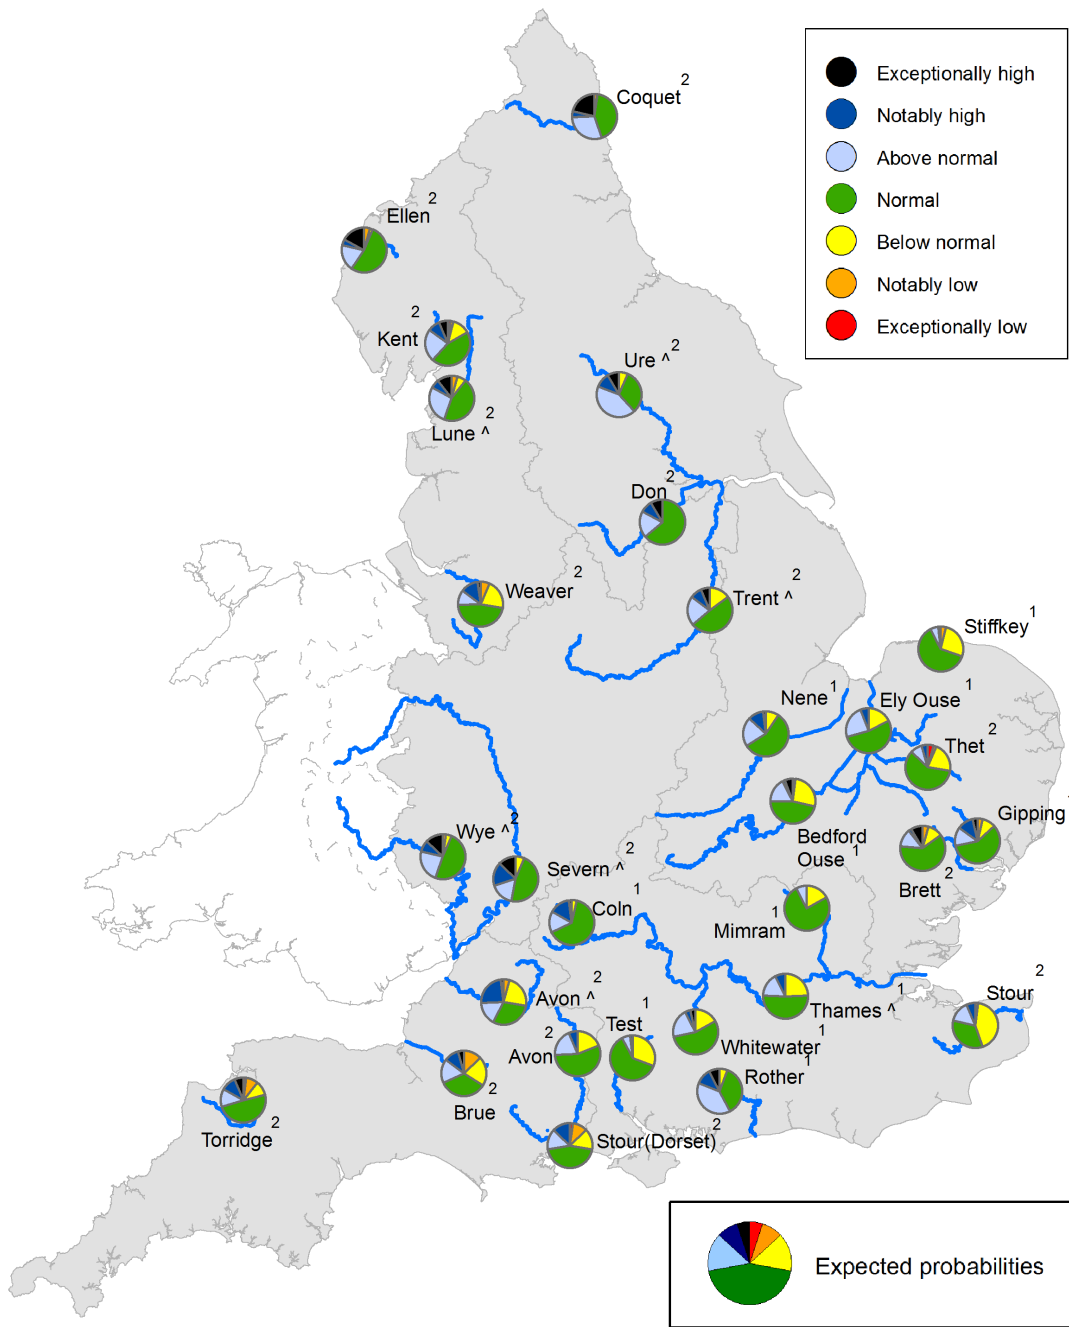 Exceptionally high
Notably high
Above normal
Normal
Below normal
Notably low
Exceptionally low
Coquet 2
Ellen 2
Kent 2
Lune ^ 2
Ure ^ 2
Don 2
Weaver 2
Trent ^ 2
Stiffkey 1
Nene 1
Ely Ouse 1
Thet 2
Gipping
Bedford
Ouse 1
Brett 2
Wye ^ 2
Severn ^ 2
Coln 1
Mimram 1
Avon ^ 2
Thames ^ 1
Stour 2
Avon 2
Test 1
Whitewater 1
Rother 1
Brue 2
Torridge 2
Stour(Dorset) 2
Expected probabilities